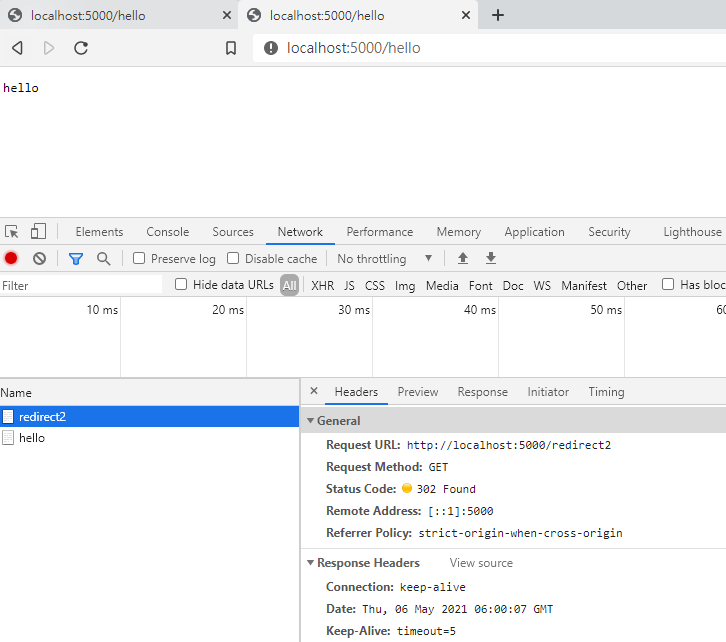 localhost:5000/hello
localhost:5000/hello
localhost:5000/hello
hello
Elements Console Sources Network Performance Memory Application Security Lighthouse
Preserve log Disable cache No throttling
Filter Hide data URLs All XHR JS CSS Img Media Font Doc WS Manifest Other Has bloc
10 ms 20 ms 30 ms 40 ms 50 ms 60
Name
redirect2
hello
Headers Preview Response Initiator Timing
General
Request URL: http://localhost:5000/redirect2
Request Method: GET
Status Code: 302 Found
Remote Address: [::1]:5000
Referrer Policy: strict-origin-when-cross-origin
Response Headers View source
Connection: keep-alive
Date: Thu, 06 May 2021 06:00:07 GMT
Keep-Alive: timeout=5